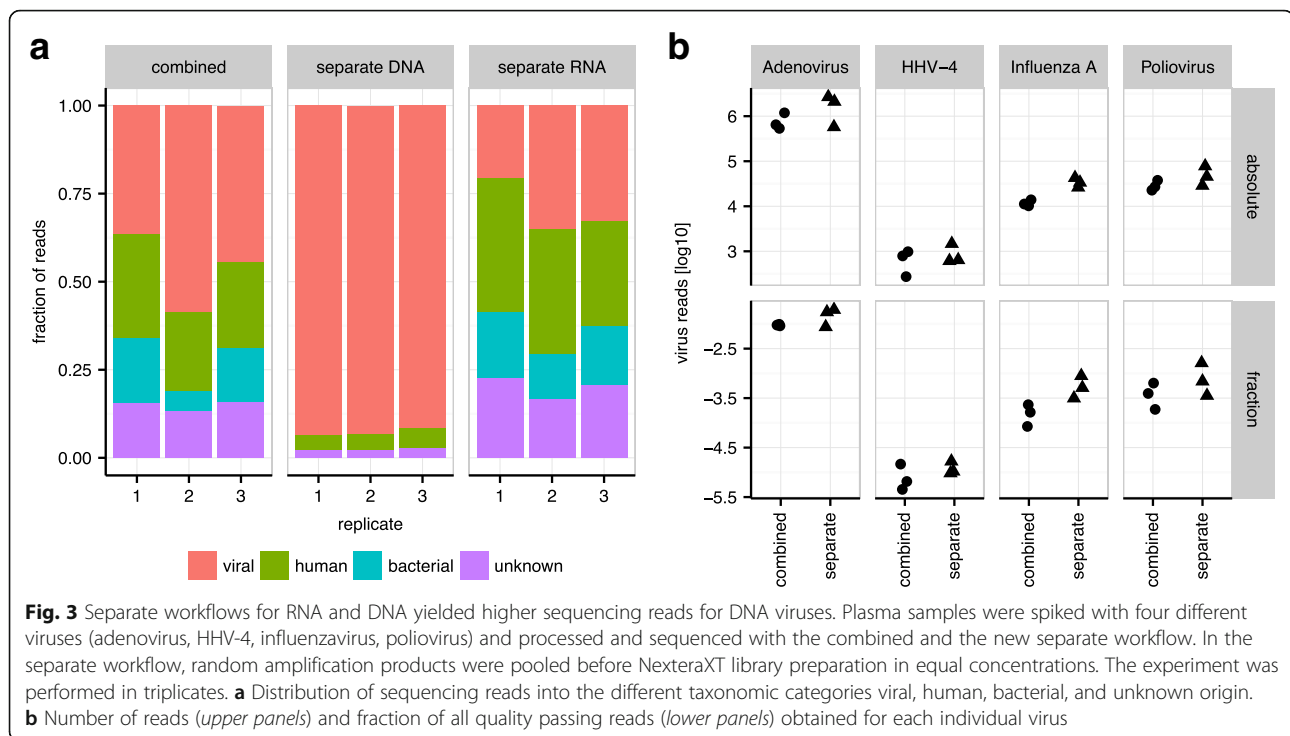 a
combined
separate DNA
separate RNA
1.00
0.75
0.50
0.25
0.00
fraction of reads
1 2 3
1 2 3
1 2 3
replicate
viral human bacterial unknown
b
Adenovirus
HHV−4
Influenza A
Poliovirus
6
5
4
3
absolute
virus reads [log10]
−2.5
−3.5
−4.5
−5.5
fraction
combined
separate
combined
separate
combined
separate
combined
separate
Fig. 3 Separate workflows for RNA and DNA yielded higher sequencing reads for DNA viruses. Plasma samples were spiked with four different
viruses (adenovirus, HHV-4, influenzavirus, poliovirus) and processed and sequenced with the combined and the new separate workflow. In the
separate workflow, random amplification products were pooled before NexteraXT library preparation in equal concentrations. The experiment was
performed in triplicates. a Distribution of sequencing reads into the different taxonomic categories viral, human, bacterial, and unknown origin.
b Number of reads (upper panels) and fraction of all quality passing reads (lower panels) obtained for each individual virus